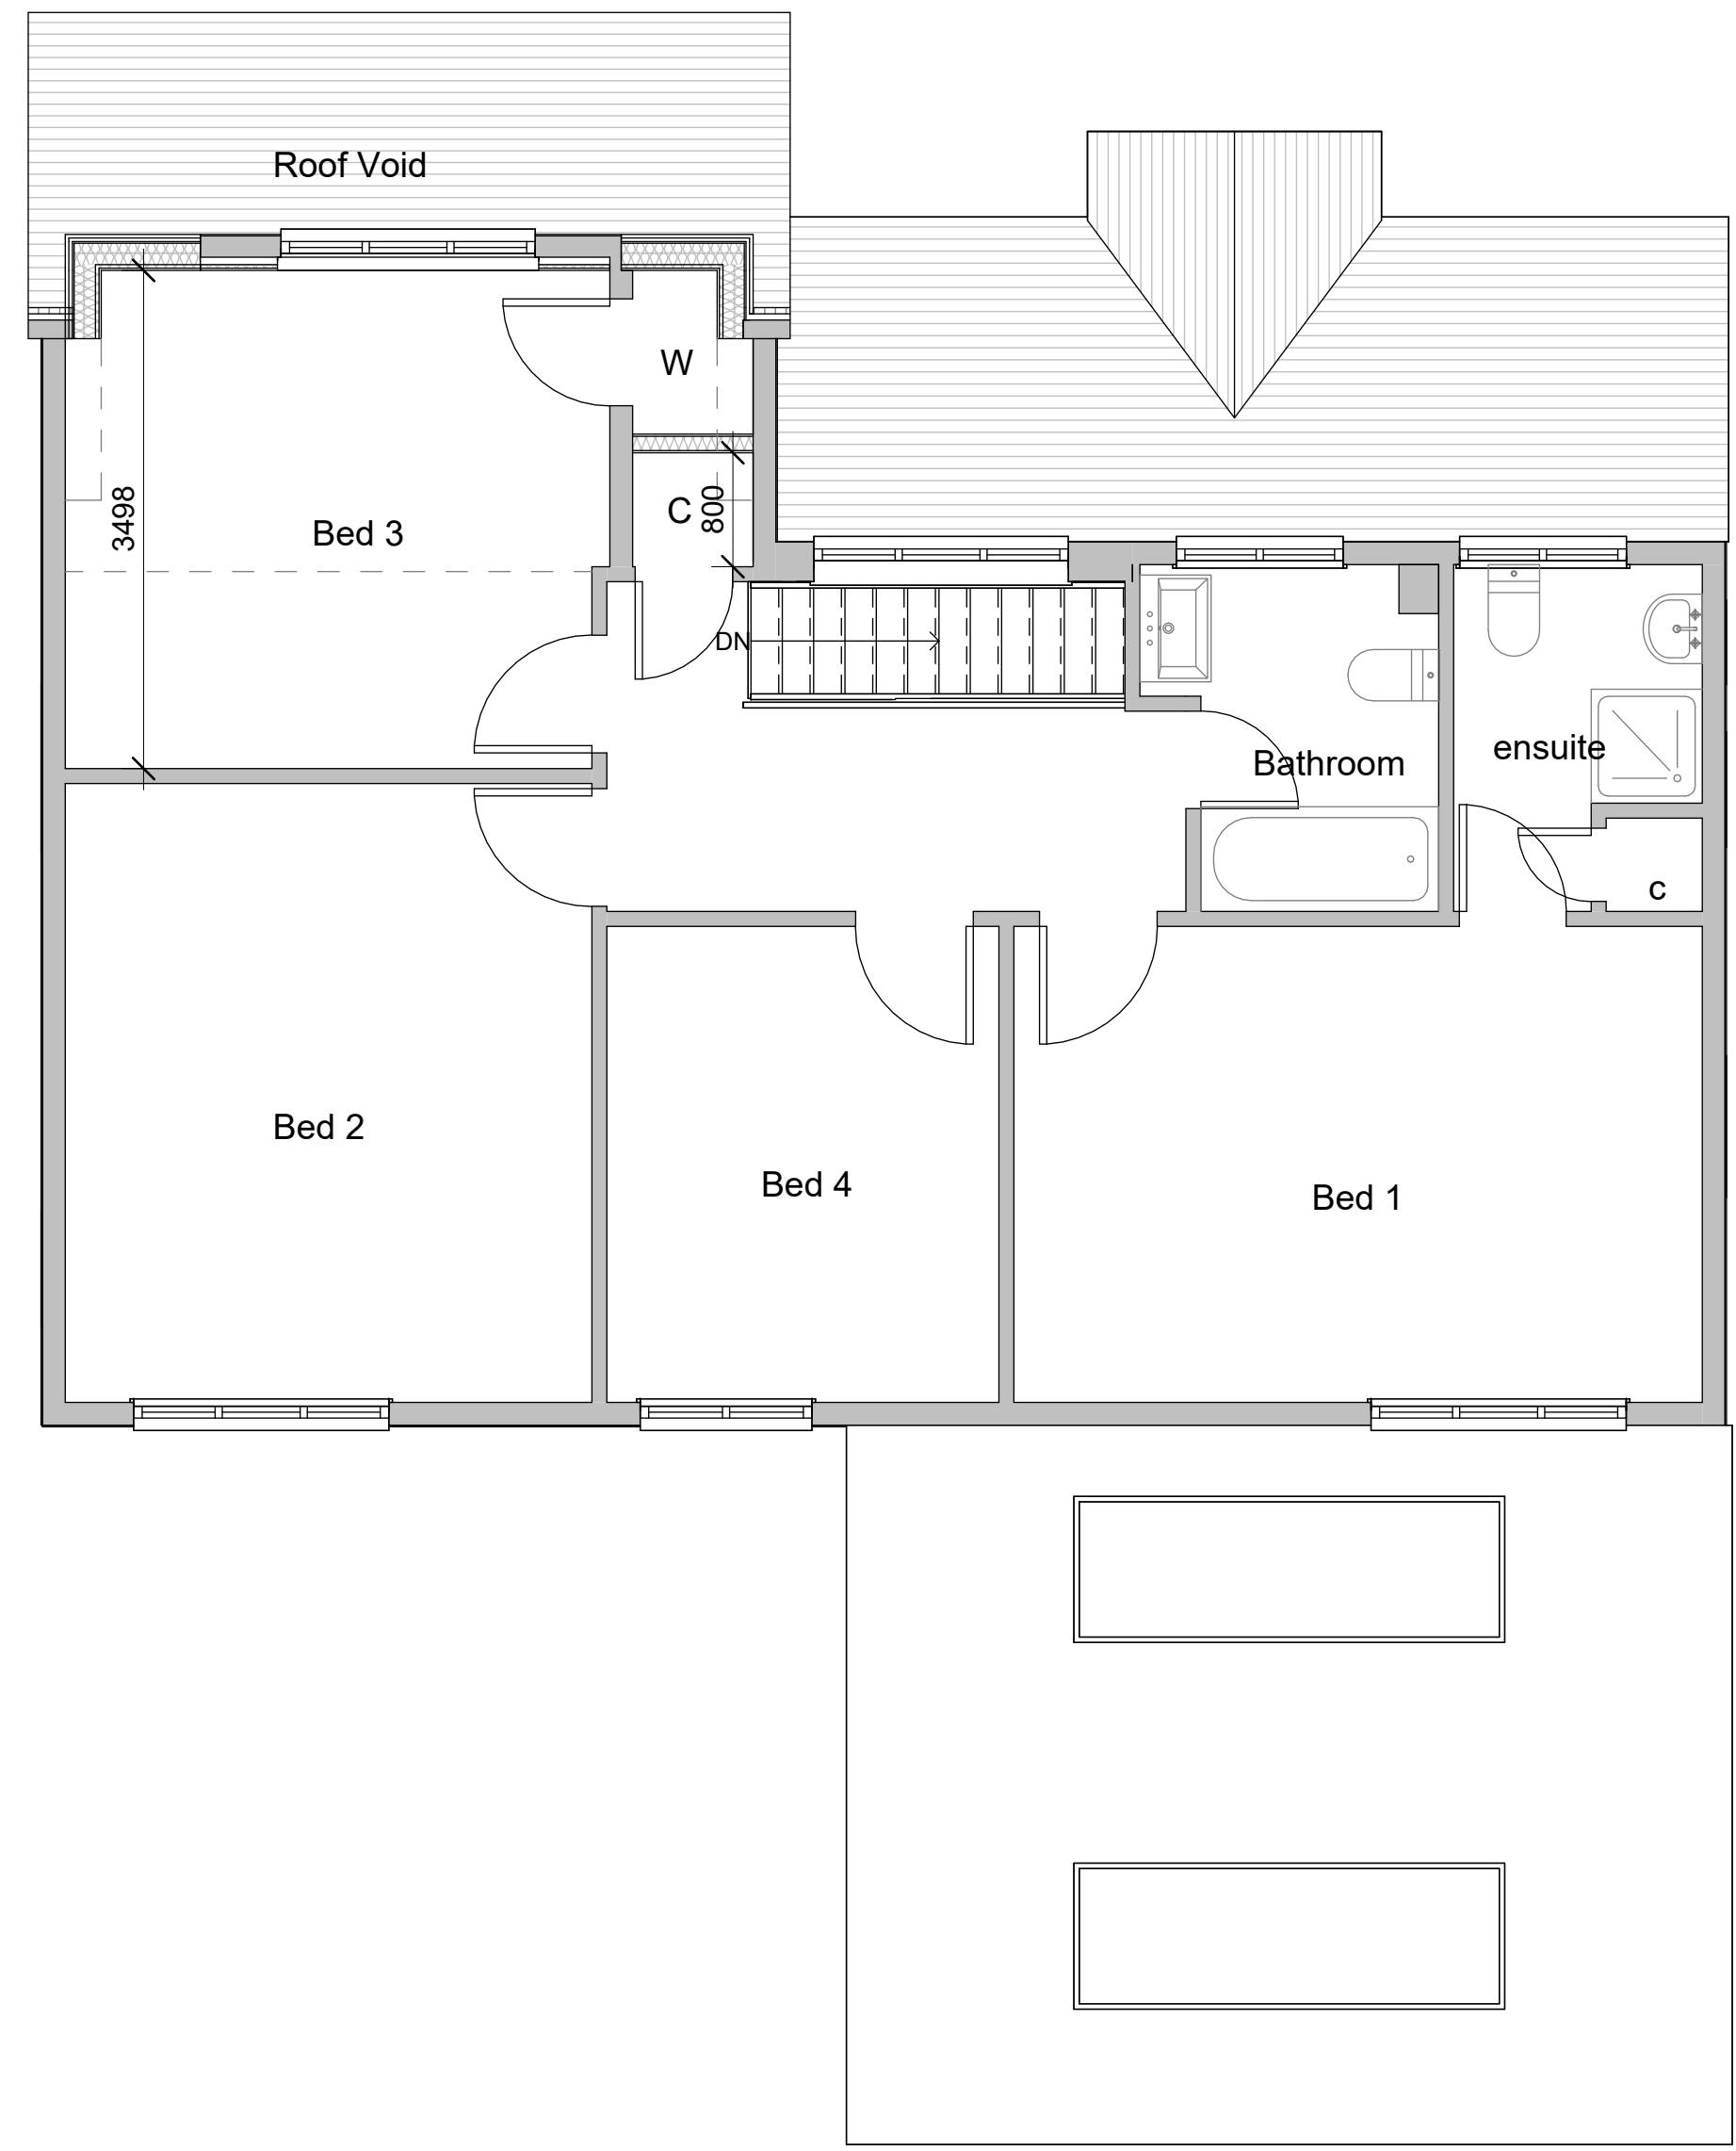 Roof Void
W
3498
Bed 3
C
800
DN
Bathroom
ensuite
c
Bed 2
Bed 4
Bed 1